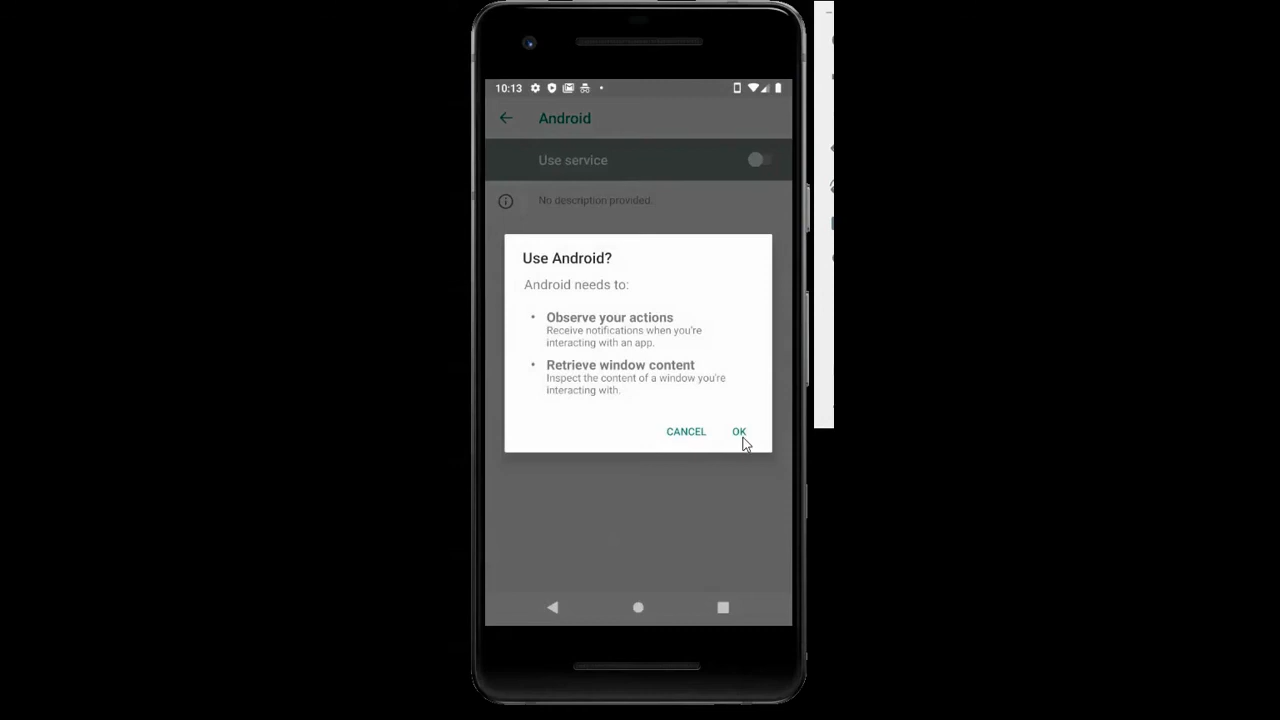 10:13
Android
Use service
No description provided.
Use Android?
Android needs to:
• Observe your actions
Receive notifications when you're
interacting with an app.
• Retrieve window content
Inspect the content of a window you're
interacting with.
CANCEL OK